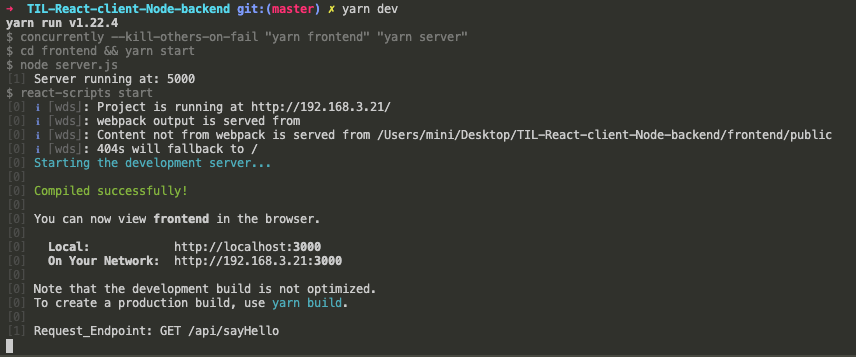 ➜  TIL-React-client-Node-backend git:(master) ✗ yarn dev
yarn run v1.22.4
$ concurrently --kill-others-on-fail "yarn frontend" "yarn server"
$ cd frontend && yarn start
$ node server.js
[1] Server running at: 5000
$ react-scripts start
[0] ℹ ｢wds｣: Project is running at http://192.168.3.21/
[0] ℹ ｢wds｣: webpack output is served from
[0] ℹ ｢wds｣: Content not from webpack is served from /Users/mini/Desktop/TIL-React-client-Node-backend/frontend/public
[0] ℹ ｢wds｣: 404s will fallback to /
[0] Starting the development server...
[0]
[0] Compiled successfully!
[0]
[0] You can now view frontend in the browser.
[0]
[0]   Local:            http://localhost:3000
[0]   On Your Network:  http://192.168.3.21:3000
[0]
[0] Note that the development build is not optimized.
[0] To create a production build, use yarn build.
[0]
[1] Request_Endpoint: GET /api/sayHello